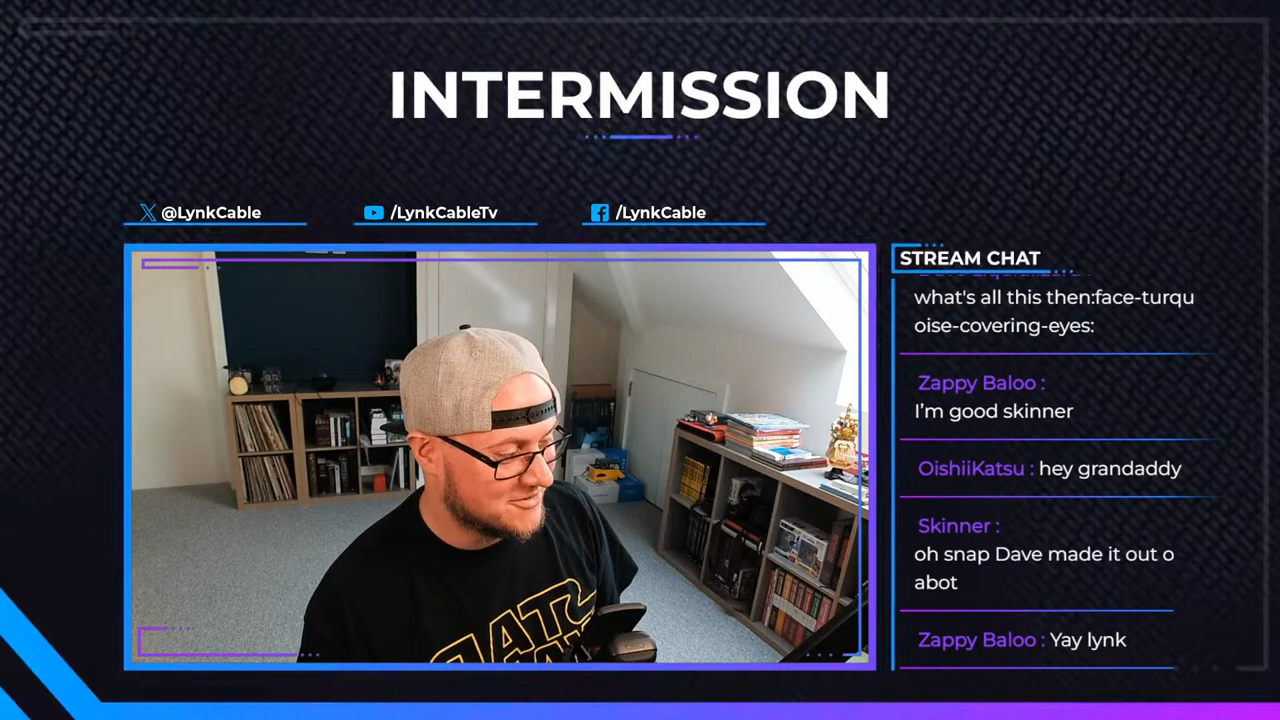 INTERMISSION
@LynkCable
/LynkCableTv
/LynkCable
STREAM CHAT
what's all this then:face-turqu
oise-covering-eyes:
Zappy Baloo :
I'm good skinner
OishiiKatsu : hey grandaddy
Skinner :
oh snap Dave made it out o
abot
Zappy Baloo : Yay lynk